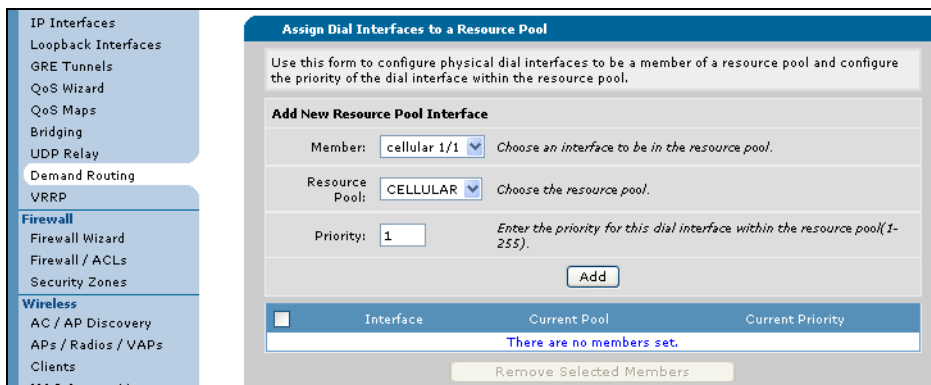 IP Interfaces
Loopback Interfaces
GRE Tunnels
QoS Wizard
QoS Maps
Bridging
UDP Relay
Demand Routing
VRRP
Firewall
Firewall Wizard
Firewall / ACLs
Security Zones
Wireless
AC / AP Discovery
APs / Radios / VAPs
Clients
Assign Dial Interfaces to a Resource Pool
Use this form to configure physical dial interfaces to be a member of a resource pool and configure
the priority of the dial interface within the resource pool.
Add New Resource Pool Interface
Member: cellular 1/1 Choose an interface to be in the resource pool.
Resource
Pool: CELLULAR Choose the resource pool.
Priority: 1 Enter the priority for this dial interface within the resource pool(1-
255).
Add
Interface Current Pool Current Priority
There are no members set.
Remove Selected Members